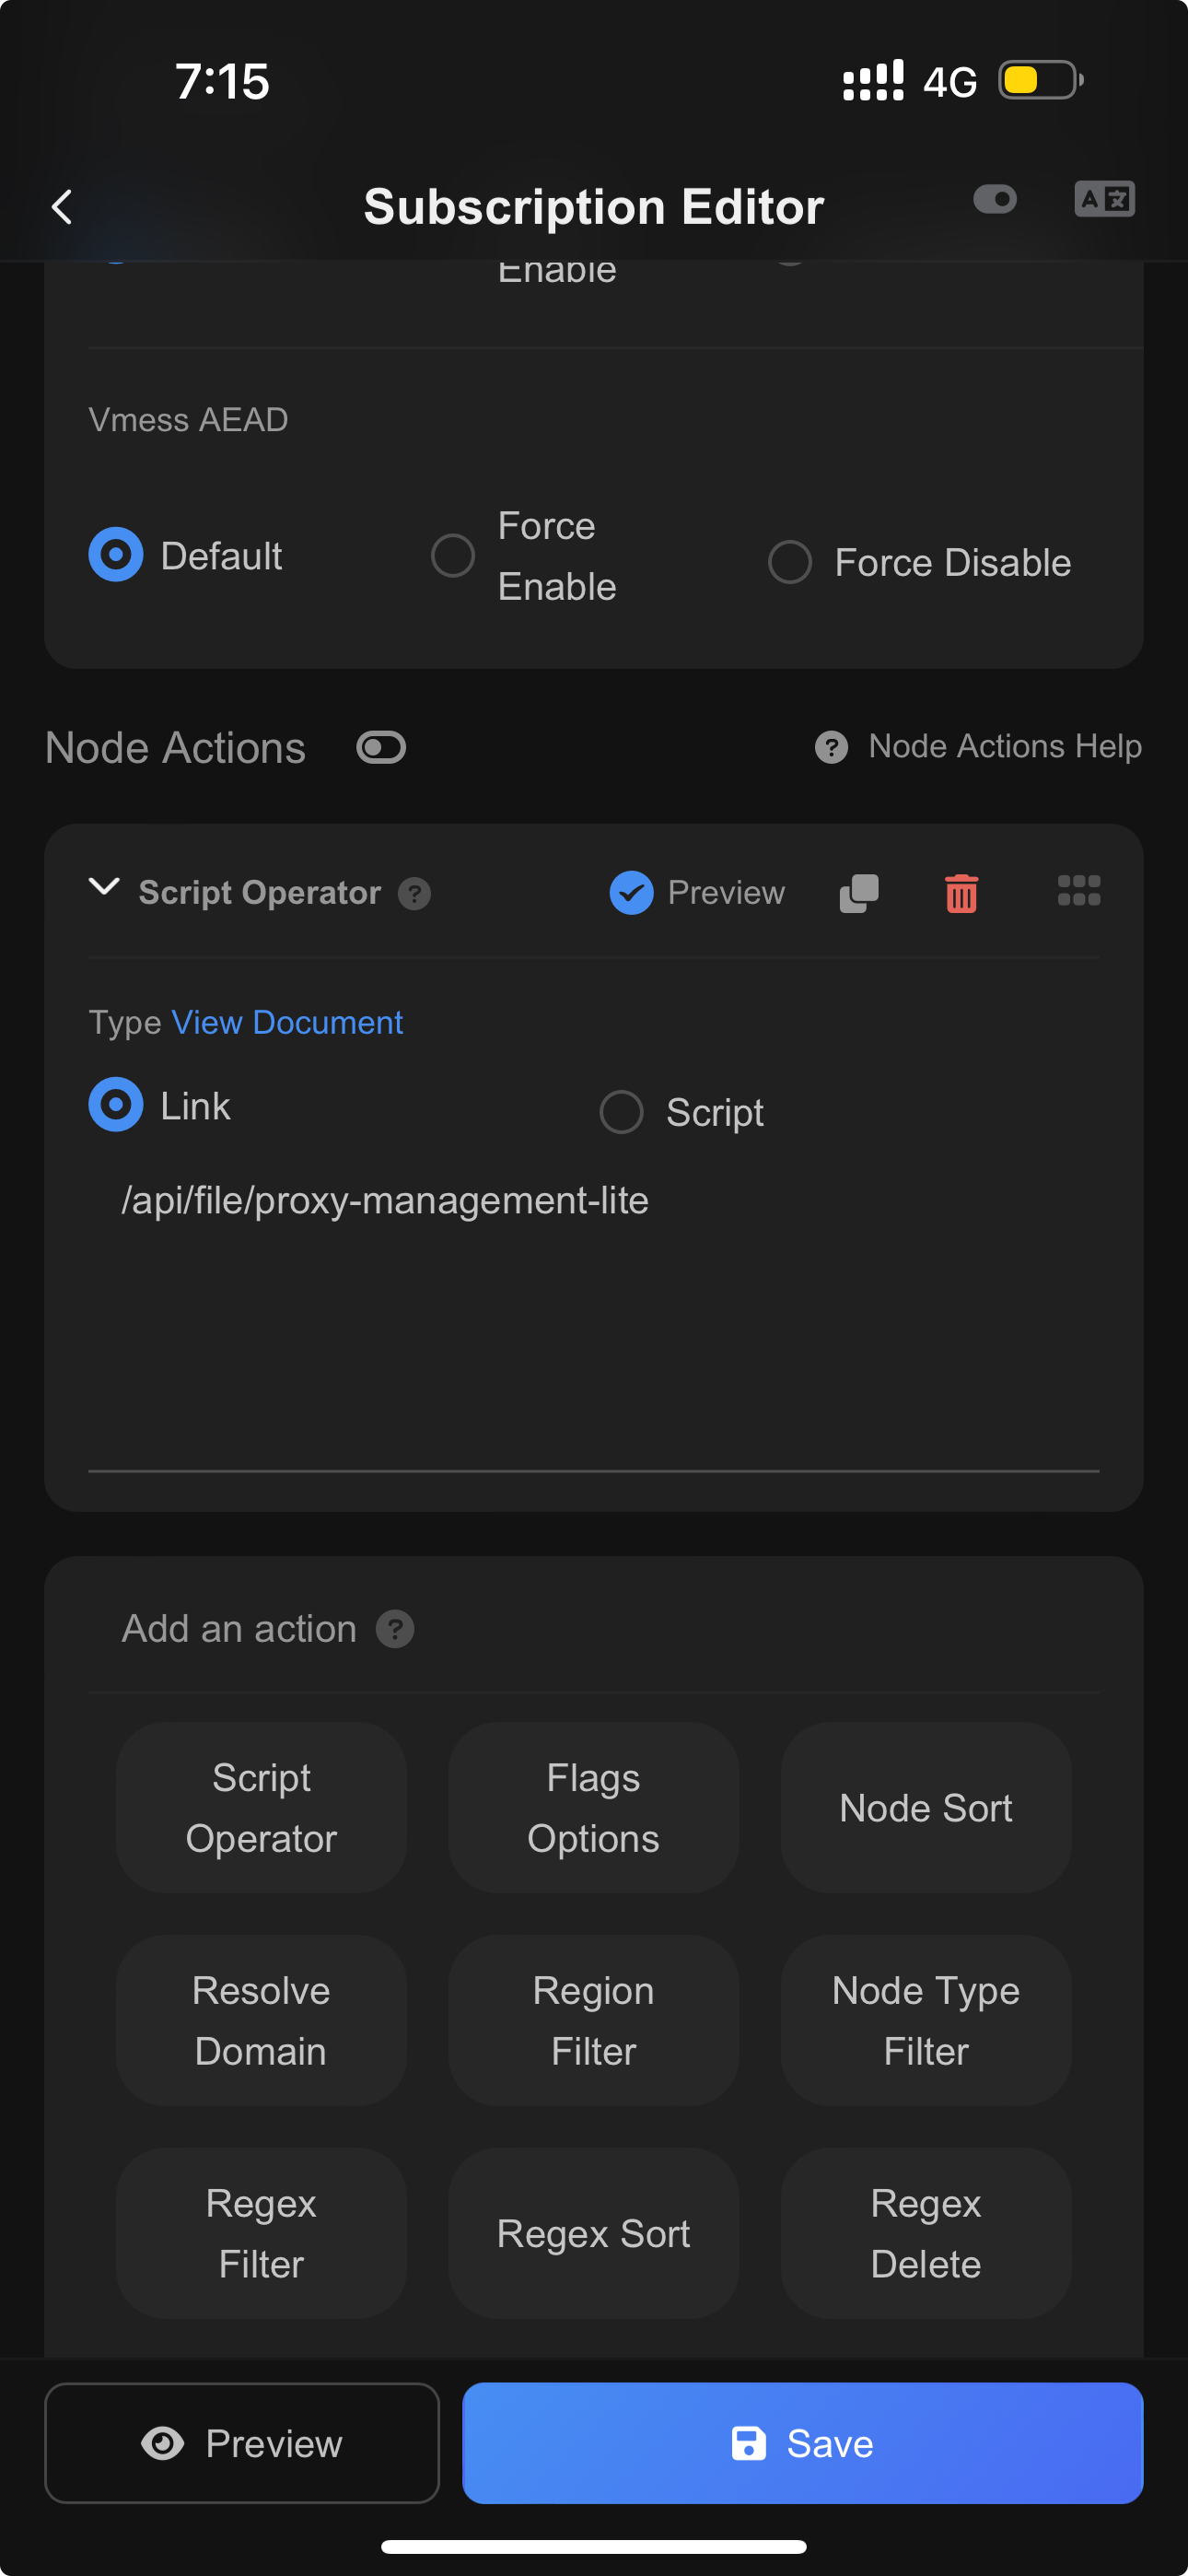 7:15
4G
Subscription Editor
A 文
Enable
Vmess AEAD
Default
Force
Enable
Force Disable
Node Actions
? Node Actions Help
Script Operator ?
Preview
Type View Document
Link
Script
/api/file/proxy-management-lite
Add an action ?
Script
Operator
Flags
Options
Node Sort
Resolve
Domain
Region
Filter
Node Type
Filter
Regex
Filter
Regex Sort
Regex
Delete
Preview
Save